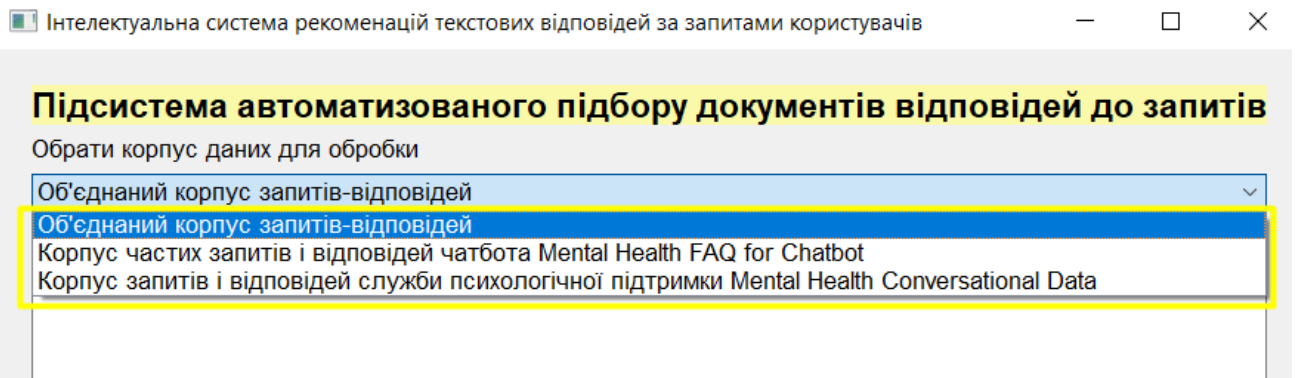 Інтелектуальна система рекоменацій текстових відповідей за запитами користувачів
Підсистема автоматизованого підбору документів відповідей до запитів
Обрати корпус даних для обробки
Об'єднаний корпус запитів-відповідей
Об'єднаний корпус запитів-відповідей
Корпус частих запитів і відповідей чатбота Mental Health FAQ for Chatbot
Корпус запитів і відповідей служби психологічної підтримки Mental Health Conversational Data